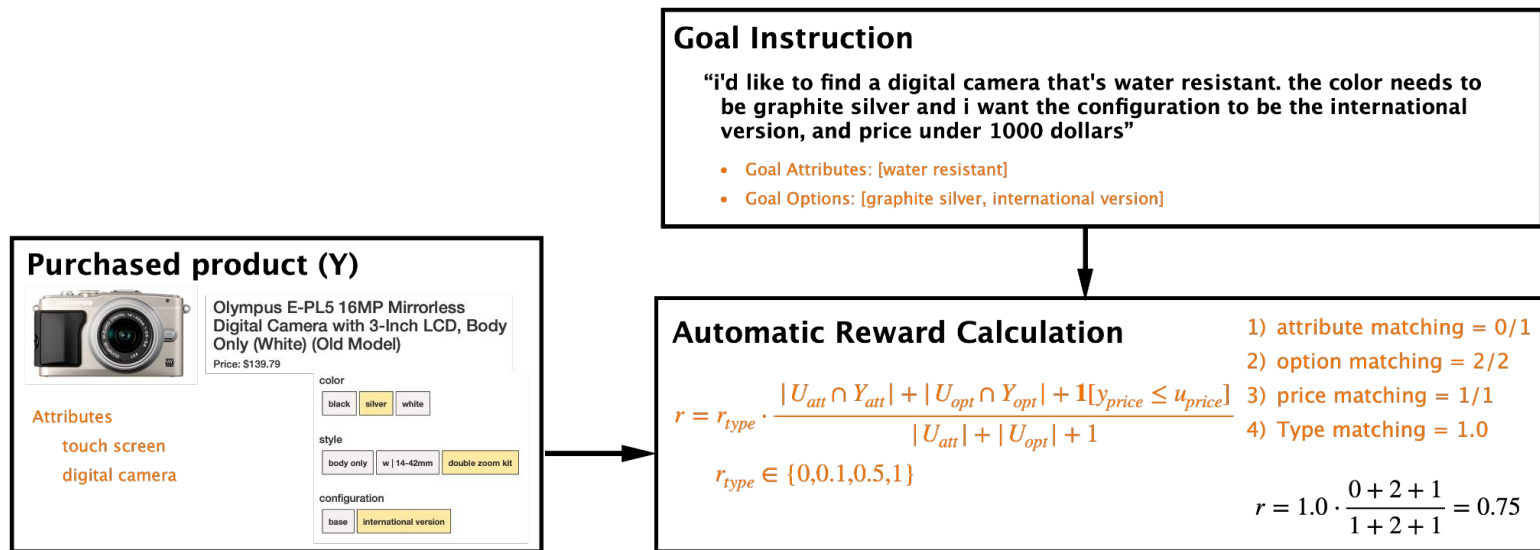 Goal Instruction
“i'd like to find a digital camera that's water resistant. the color needs to
be graphite silver and i want the configuration to be the international
version, and price under 1000 dollars”
• Goal Attributes: [water resistant]
• Goal Options: [graphite silver, international version]
Purchased product (Y)
OLYMPUS
Olympus E-PL5 16MP Mirrorless
Digital Camera with 3-Inch LCD, Body
Only (White) (Old Model)
Price: $139.79
color
black silver white
style
body only w | 14-42mm double zoom kit
configuration
base international version
Attributes
touch screen
digital camera
Automatic Reward Calculation
r = r_type · (| U_att ∩ Y_att | + | U_opt ∩ Y_opt | + 1[y_price ≤ u_price]) / (| U_att | + | U_opt | + 1)
r_type ∈ {0,0.1,0.5,1}
1) attribute matching = 0/1
2) option matching = 2/2
3) price matching = 1/1
4) Type matching = 1.0
r = 1.0 · (0 + 2 + 1) / (1 + 2 + 1) = 0.75